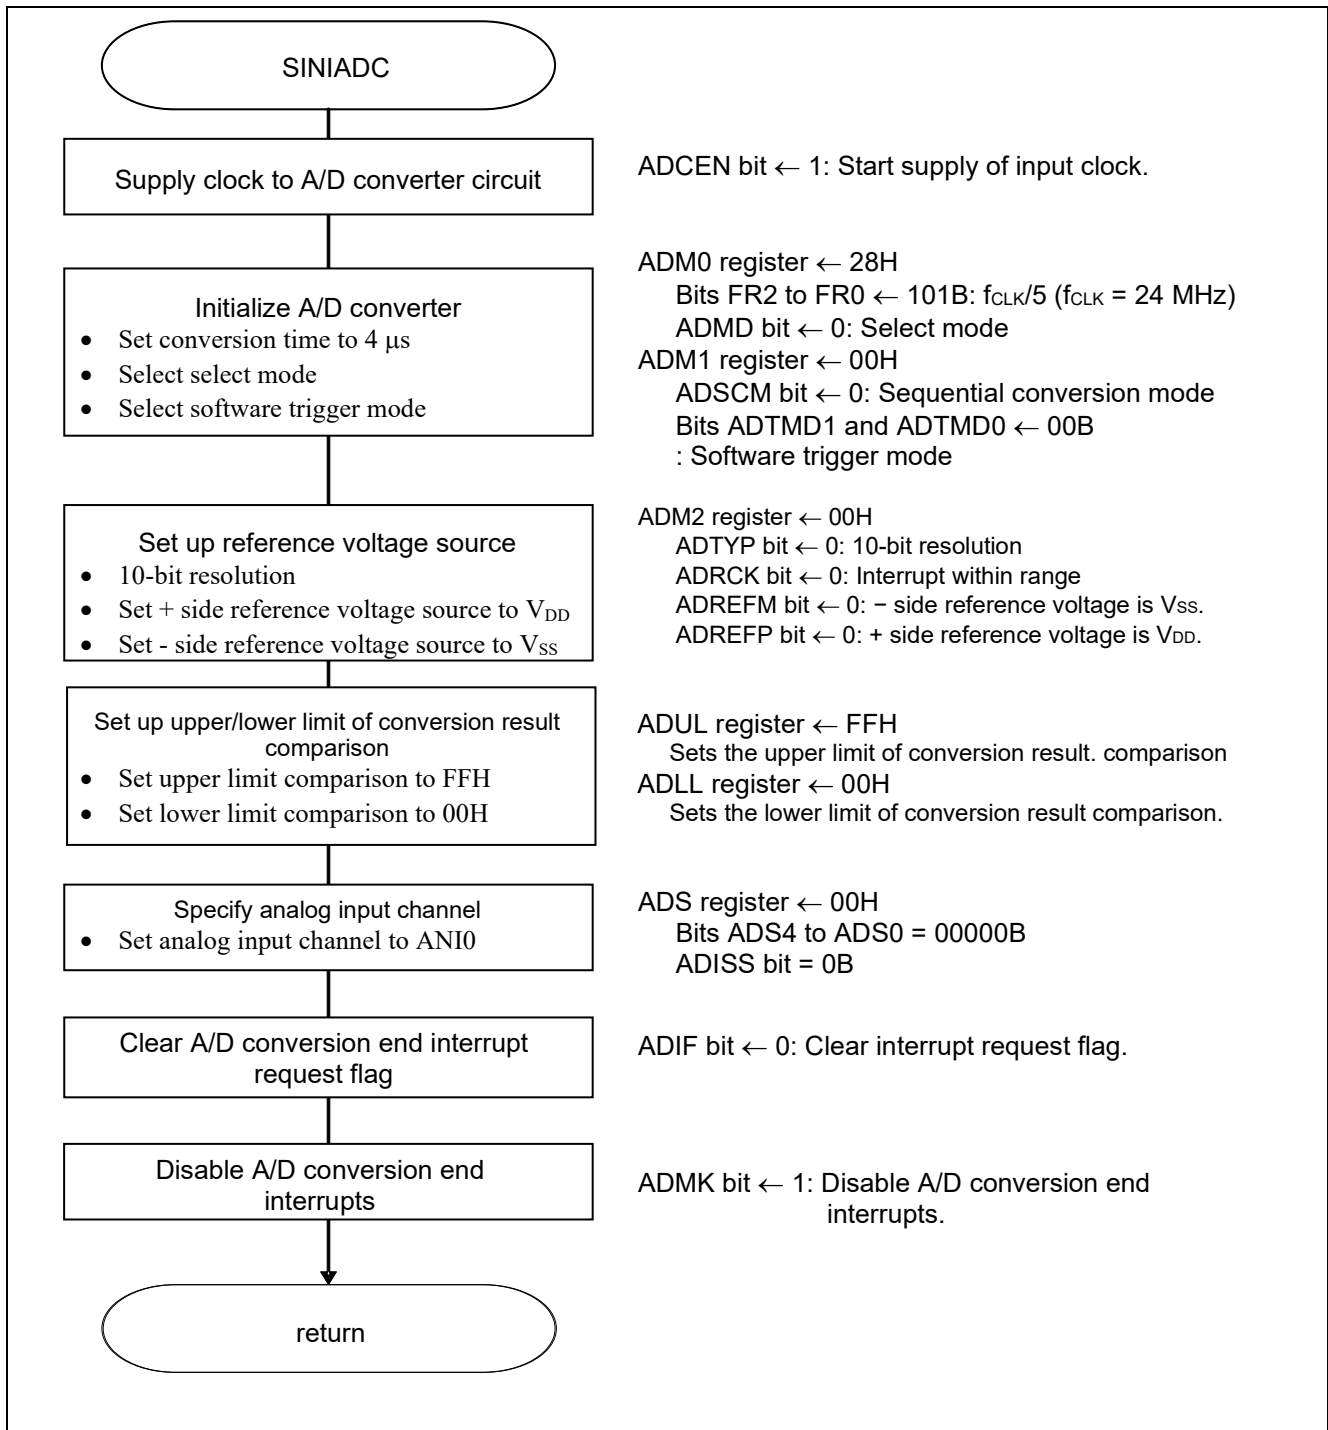 SINIADC
Supply clock to A/D converter circuit
ADCEN bit ← 1: Start supply of input clock.
Initialize A/D converter
• Set conversion time to 4 μs
• Select select mode
• Select software trigger mode
ADM0 register ← 28H
Bits FR2 to FR0 ← 101B: fCLK/5 (fCLK = 24 MHz)
ADMD bit ← 0: Select mode
ADM1 register ← 00H
ADSCM bit ← 0: Sequential conversion mode
Bits ADTMD1 and ADTMD0 ← 00B
: Software trigger mode
Set up reference voltage source
• 10-bit resolution
• Set + side reference voltage source to VDD
• Set - side reference voltage source to VSS
ADM2 register ← 00H
ADTYP bit ← 0: 10-bit resolution
ADRCK bit ← 0: Interrupt within range
ADREFM bit ← 0: − side reference voltage is VSS.
ADREFP bit ← 0: + side reference voltage is VDD.
Set up upper/lower limit of conversion result
comparison
• Set upper limit comparison to FFH
• Set lower limit comparison to 00H
ADUL register ← FFH
Sets the upper limit of conversion result. comparison
ADLL register ← 00H
Sets the lower limit of conversion result comparison.
Specify analog input channel
• Set analog input channel to ANI0
ADS register ← 00H
Bits ADS4 to ADS0 = 00000B
ADISS bit = 0B
Clear A/D conversion end interrupt
request flag
ADIF bit ← 0: Clear interrupt request flag.
Disable A/D conversion end
interrupts
ADMK bit ← 1: Disable A/D conversion end
interrupts.
return